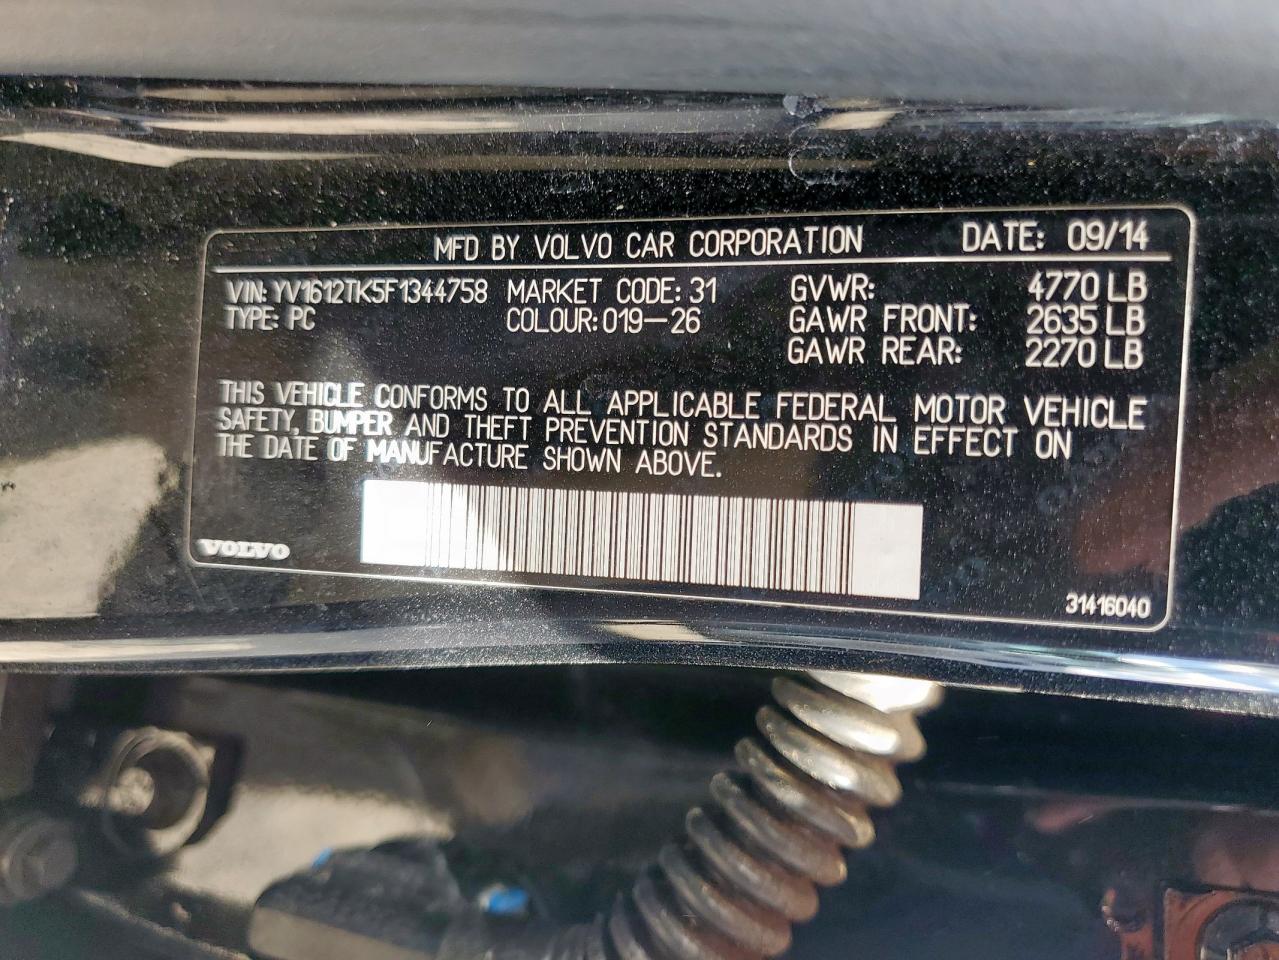 MFD BY VOLVO CAR CORPORATION DATE: 09/14
VIN: YV1612TK5F1344758 MARKET CODE: 31 GVWR: 4770 LB
TYPE: PC COLOUR: 019-26 GAWR FRONT: 2635 LB
GAWR REAR: 2270 LB
THIS VEHICLE CONFORMS TO ALL APPLICABLE FEDERAL MOTOR VEHICLE
SAFETY, BUMPER AND THEFT PREVENTION STANDARDS IN EFFECT ON
THE DATE OF MANUFACTURE SHOWN ABOVE.
VOLVO
31416040